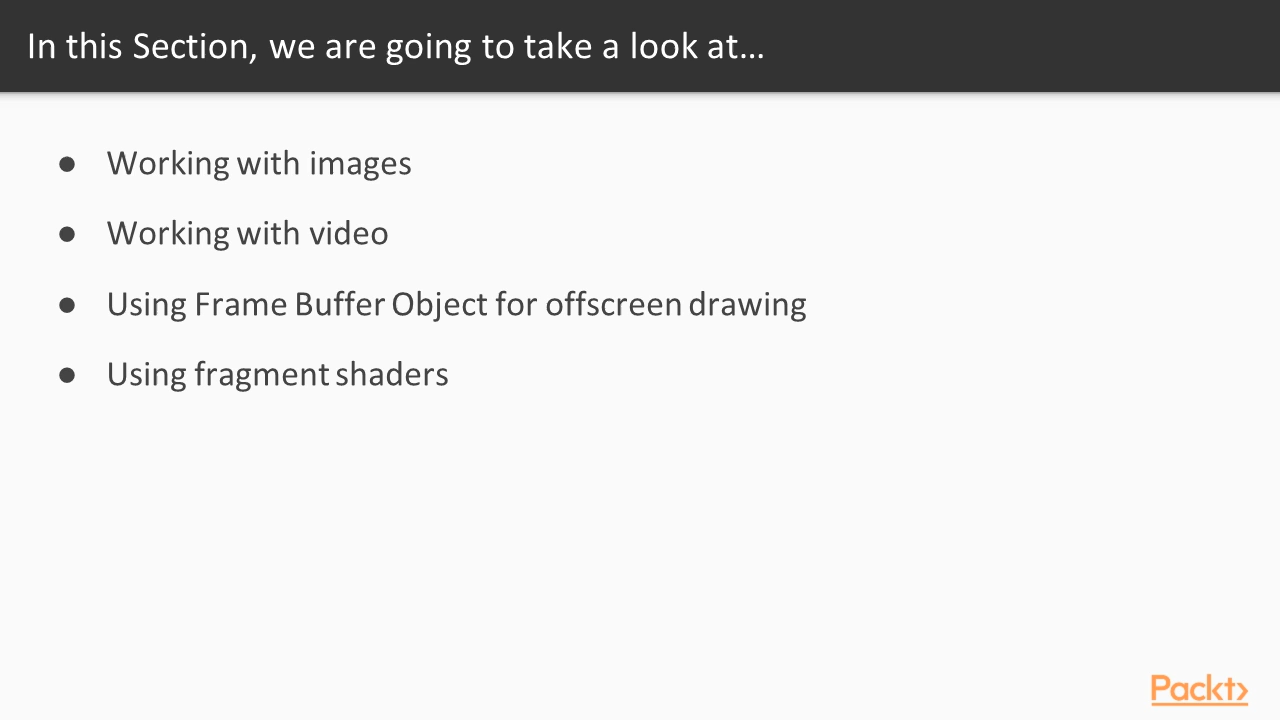 In this Section, we are going to take a look at…
● Working with images
● Working with video
● Using Frame Buffer Object for offscreen drawing
● Using fragment shaders
Packt>